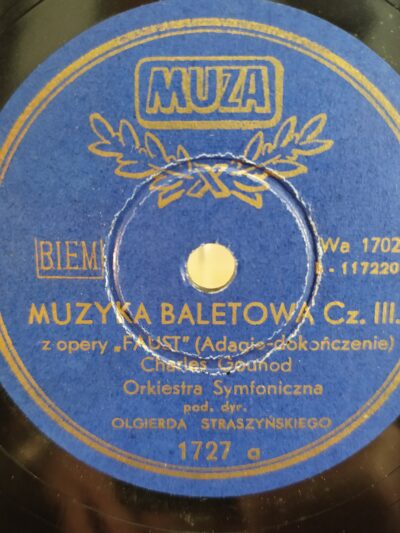 MUZA
BIEM
Wa 1702
117220
MUZYKA BALETOWA Cz. III.
z opery „FAUST" (Adagio-dokończenie)
Charles Gounod
Orkiestra Symfoniczna
pod. dyr.
OLGIERDA STRASZYŃSKIEGO
1727 a